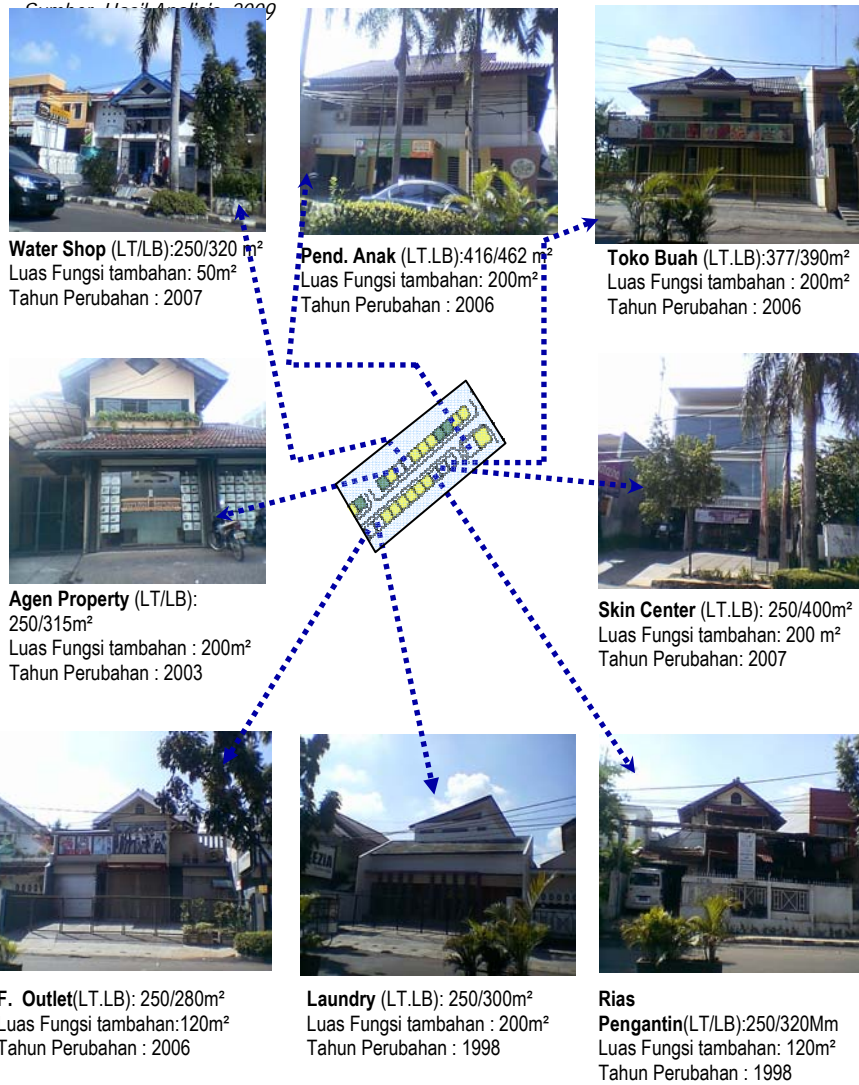 Sumber Hasil Analisis, 2009
Water Shop (LT/LB):250/320 m²
Luas Fungsi tambahan: 50m²
Tahun Perubahan : 2007
Pend. Anak (LT.LB):416/462 m²
Luas Fungsi tambahan: 200m²
Tahun Perubahan : 2006
Toko Buah (LT.LB):377/390m²
Luas Fungsi tambahan : 200m²
Tahun Perubahan : 2006
Agen Property (LT/LB):
250/315m²
Luas Fungsi tambahan : 200m²
Tahun Perubahan : 2003
Skin Center (LT.LB): 250/400m²
Luas Fungsi tambahan: 200 m²
Tahun Perubahan: 2007
F. Outlet(LT.LB): 250/280m²
Luas Fungsi tambahan:120m²
Tahun Perubahan : 2006
EZIA
Laundry (LT.LB): 250/300m²
Luas Fungsi tambahan : 200m²
Tahun Perubahan : 1998
Rias
Pengantin(LT/LB):250/320Mm
Luas Fungsi tambahan: 120m²
Tahun Perubahan : 1998